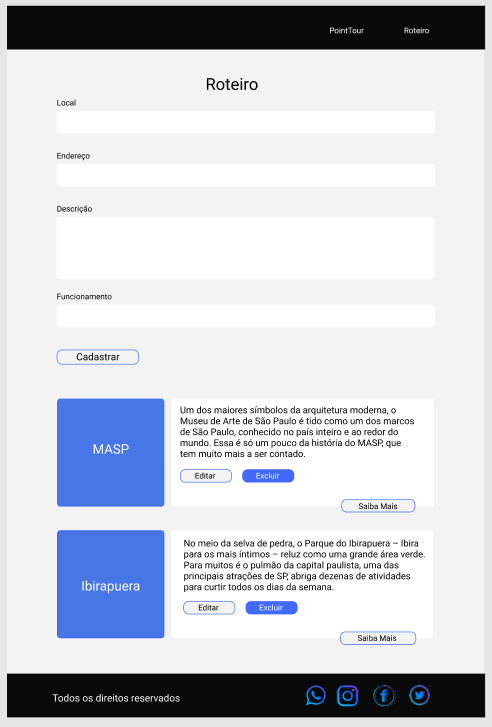 PointTour
Roteiro
Roteiro
Local
Endereço
Descrição
Funcionamento
Cadastrar
MASP
Um dos maiores símbolos da arquitetura moderna, o
Museu de Arte de São Paulo é tido como um dos marcos
de São Paulo, conhecido no país inteiro e ao redor do
mundo. Essa é só um pouco da história do MASP, que
tem muito mais a ser contado.
Editar
Excluir
Saiba Mais
Ibirapuera
No meio da selva de pedra, o Parque do Ibirapuera – Ibira
para os mais íntimos – reluz como uma grande área verde.
Para muitos é o pulmão da capital paulista, uma das
principais atrações de SP, abriga dezenas de atividades
para curtir todos os dias da semana.
Editar
Excluir
Saiba Mais
Todos os direitos reservados